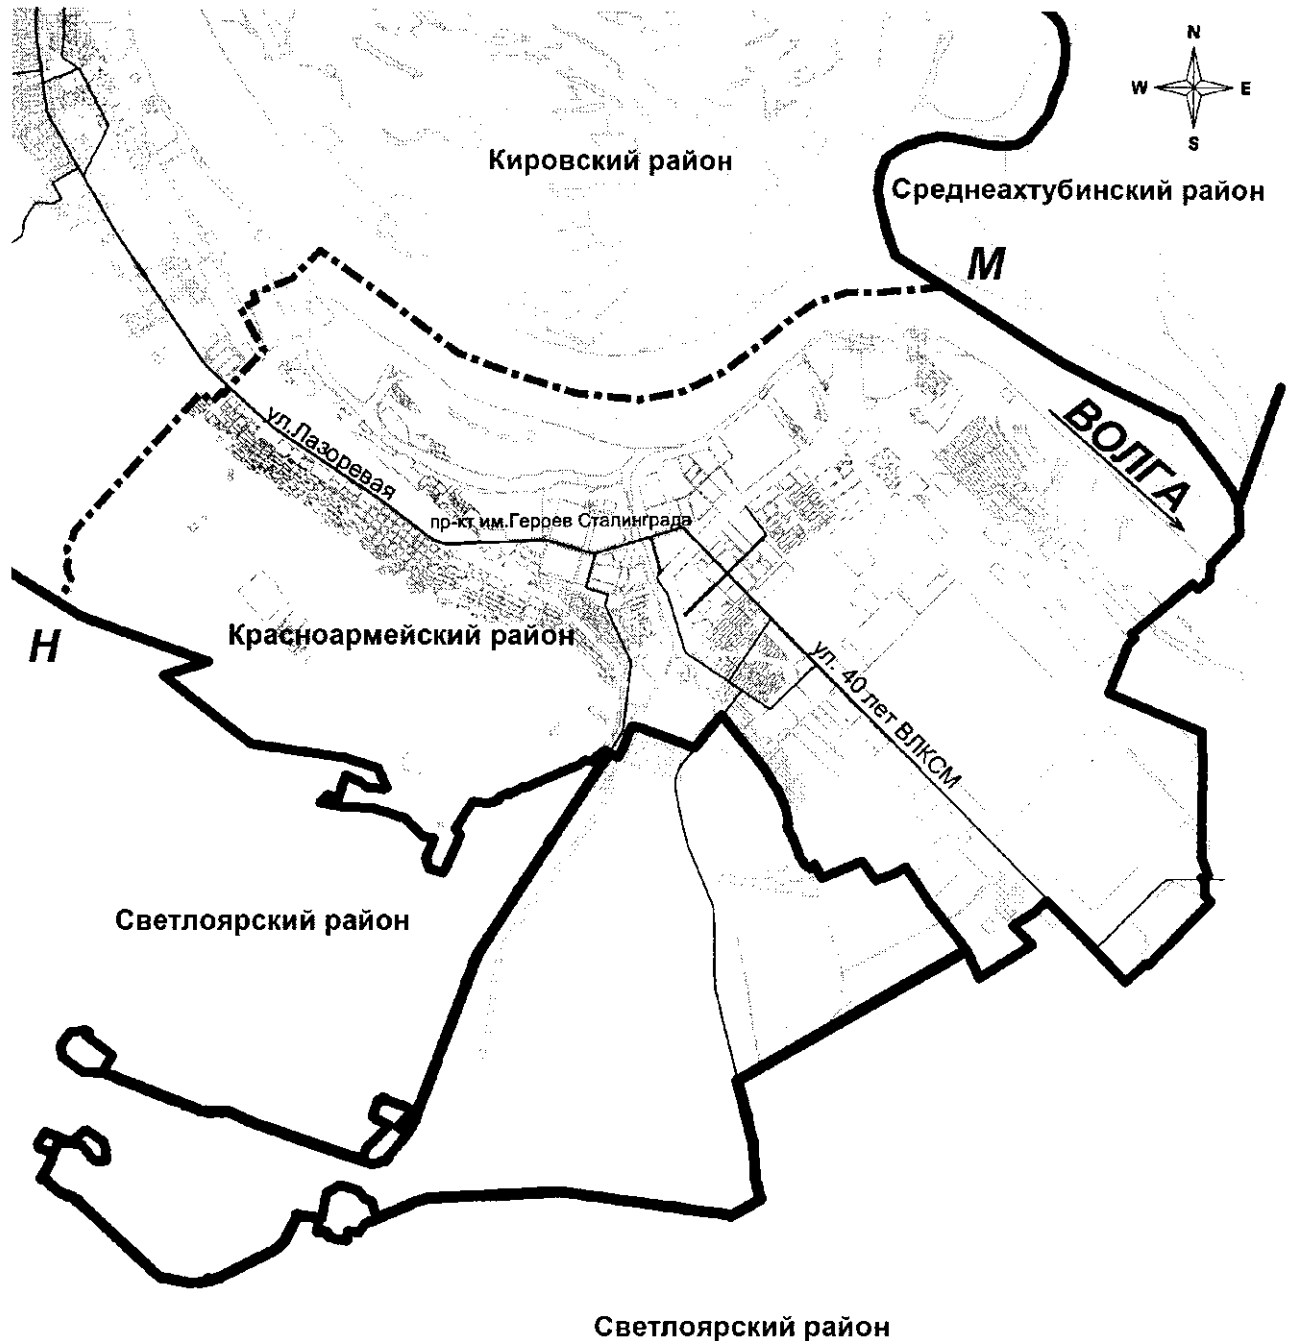 N
W E
S
Кировский район
Среднеахтубинский район
М
ВОЛГА
ул.Лазоревая
пр-кт им.Героев Сталинграда
Н
Красноармейский район
ул. 40 лет ВЛКСМ
Светлоярский район
Светлоярский район